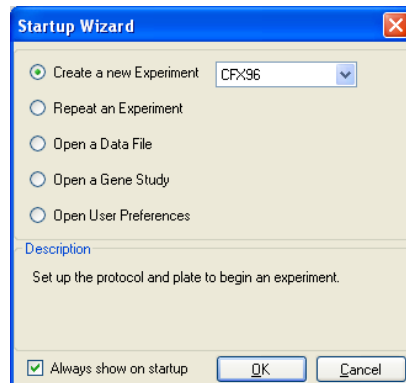 Startup Wizard
Create a new Experiment CFX96
Repeat an Experiment
Open a Data File
Open a Gene Study
Open User Preferences
Description
Set up the protocol and plate to begin an experiment.
Always show on startup OK Cancel